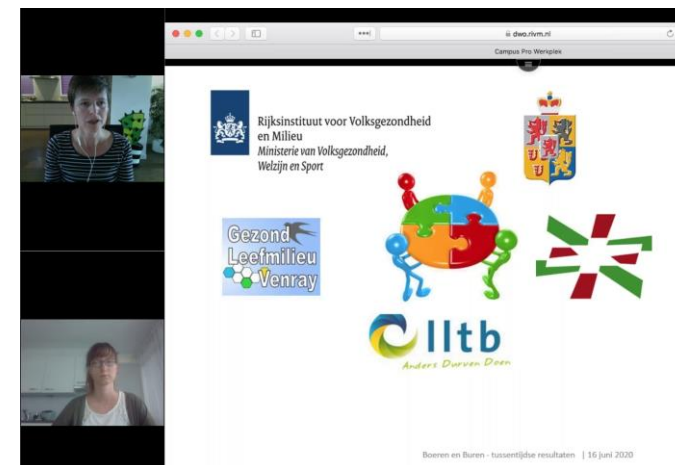 dwo.rivm.nl
Campus Pro Werkplek
Rijksinstituut voor Volksgezondheid
en Milieu
Ministerie van Volksgezondheid,
Welzijn en Sport
Gezond
Leefmilieu
Venray
lltb
Anders Durven Doen
Boeren en Buren - tussentijdse resultaten | 16 juni 2020